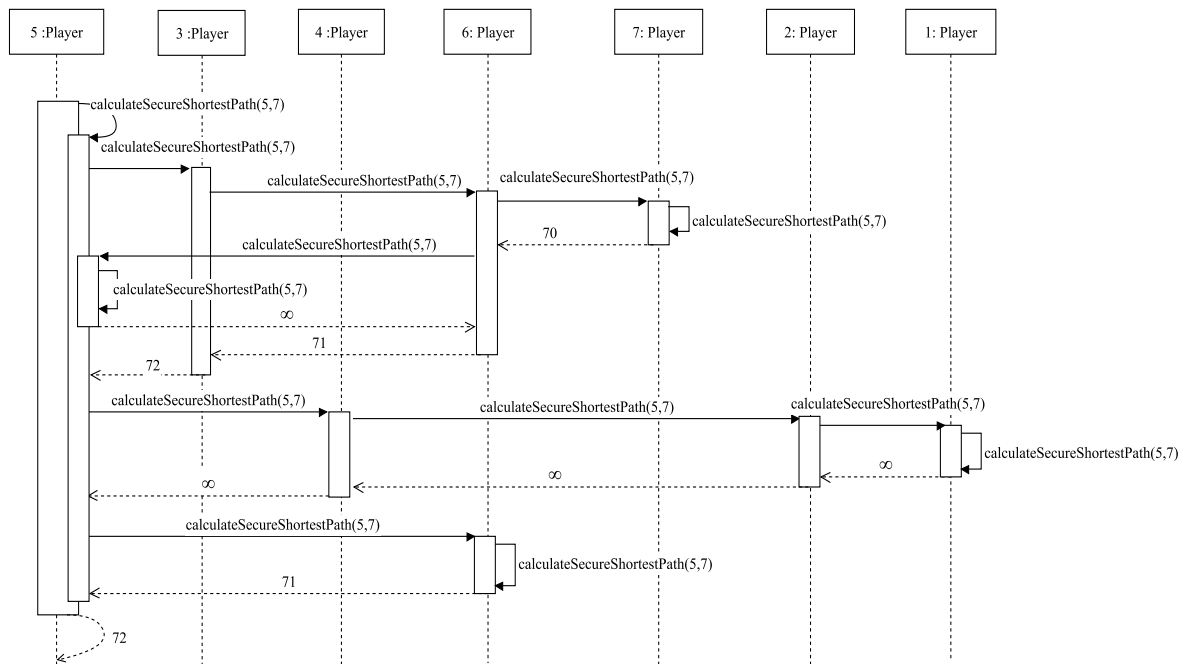 5 :Player
3 :Player
4 :Player
6: Player
7: Player
2: Player
1: Player
calculateSecureShortestPath(5,7)
calculateSecureShortestPath(5,7)
calculateSecureShortestPath(5,7)
calculateSecureShortestPath(5,7)
calculateSecureShortestPath(5,7)
70
calculateSecureShortestPath(5,7)
calculateSecureShortestPath(5,7)
∞
71
72
calculateSecureShortestPath(5,7)
calculateSecureShortestPath(5,7)
calculateSecureShortestPath(5,7)
calculateSecureShortestPath(5,7)
∞
∞
∞
calculateSecureShortestPath(5,7)
calculateSecureShortestPath(5,7)
71
72